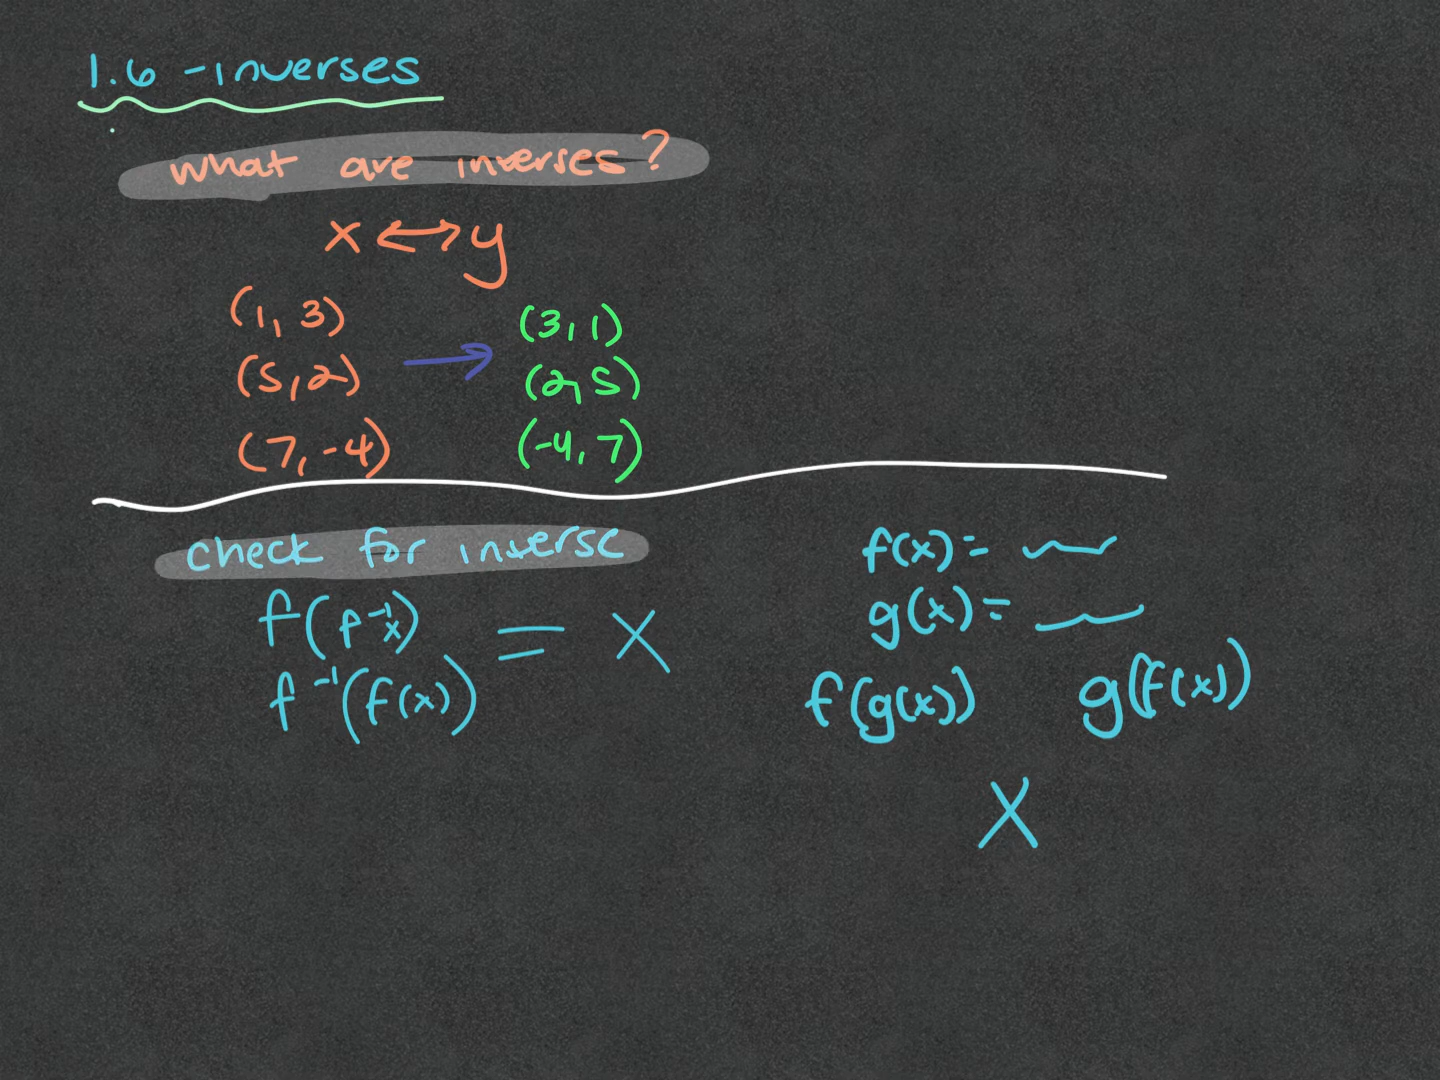 1.6 - inverses
what are inverses?
x ↔ y
(1, 3)
(5, 2)
(7, -4)
→
(3, 1)
(2, 5)
(-4, 7)
check for inverse
f(f⁻¹x)
f⁻¹(f(x))
= x
f(x) =
g(x) =
f(g(x)) g(f(x))
x